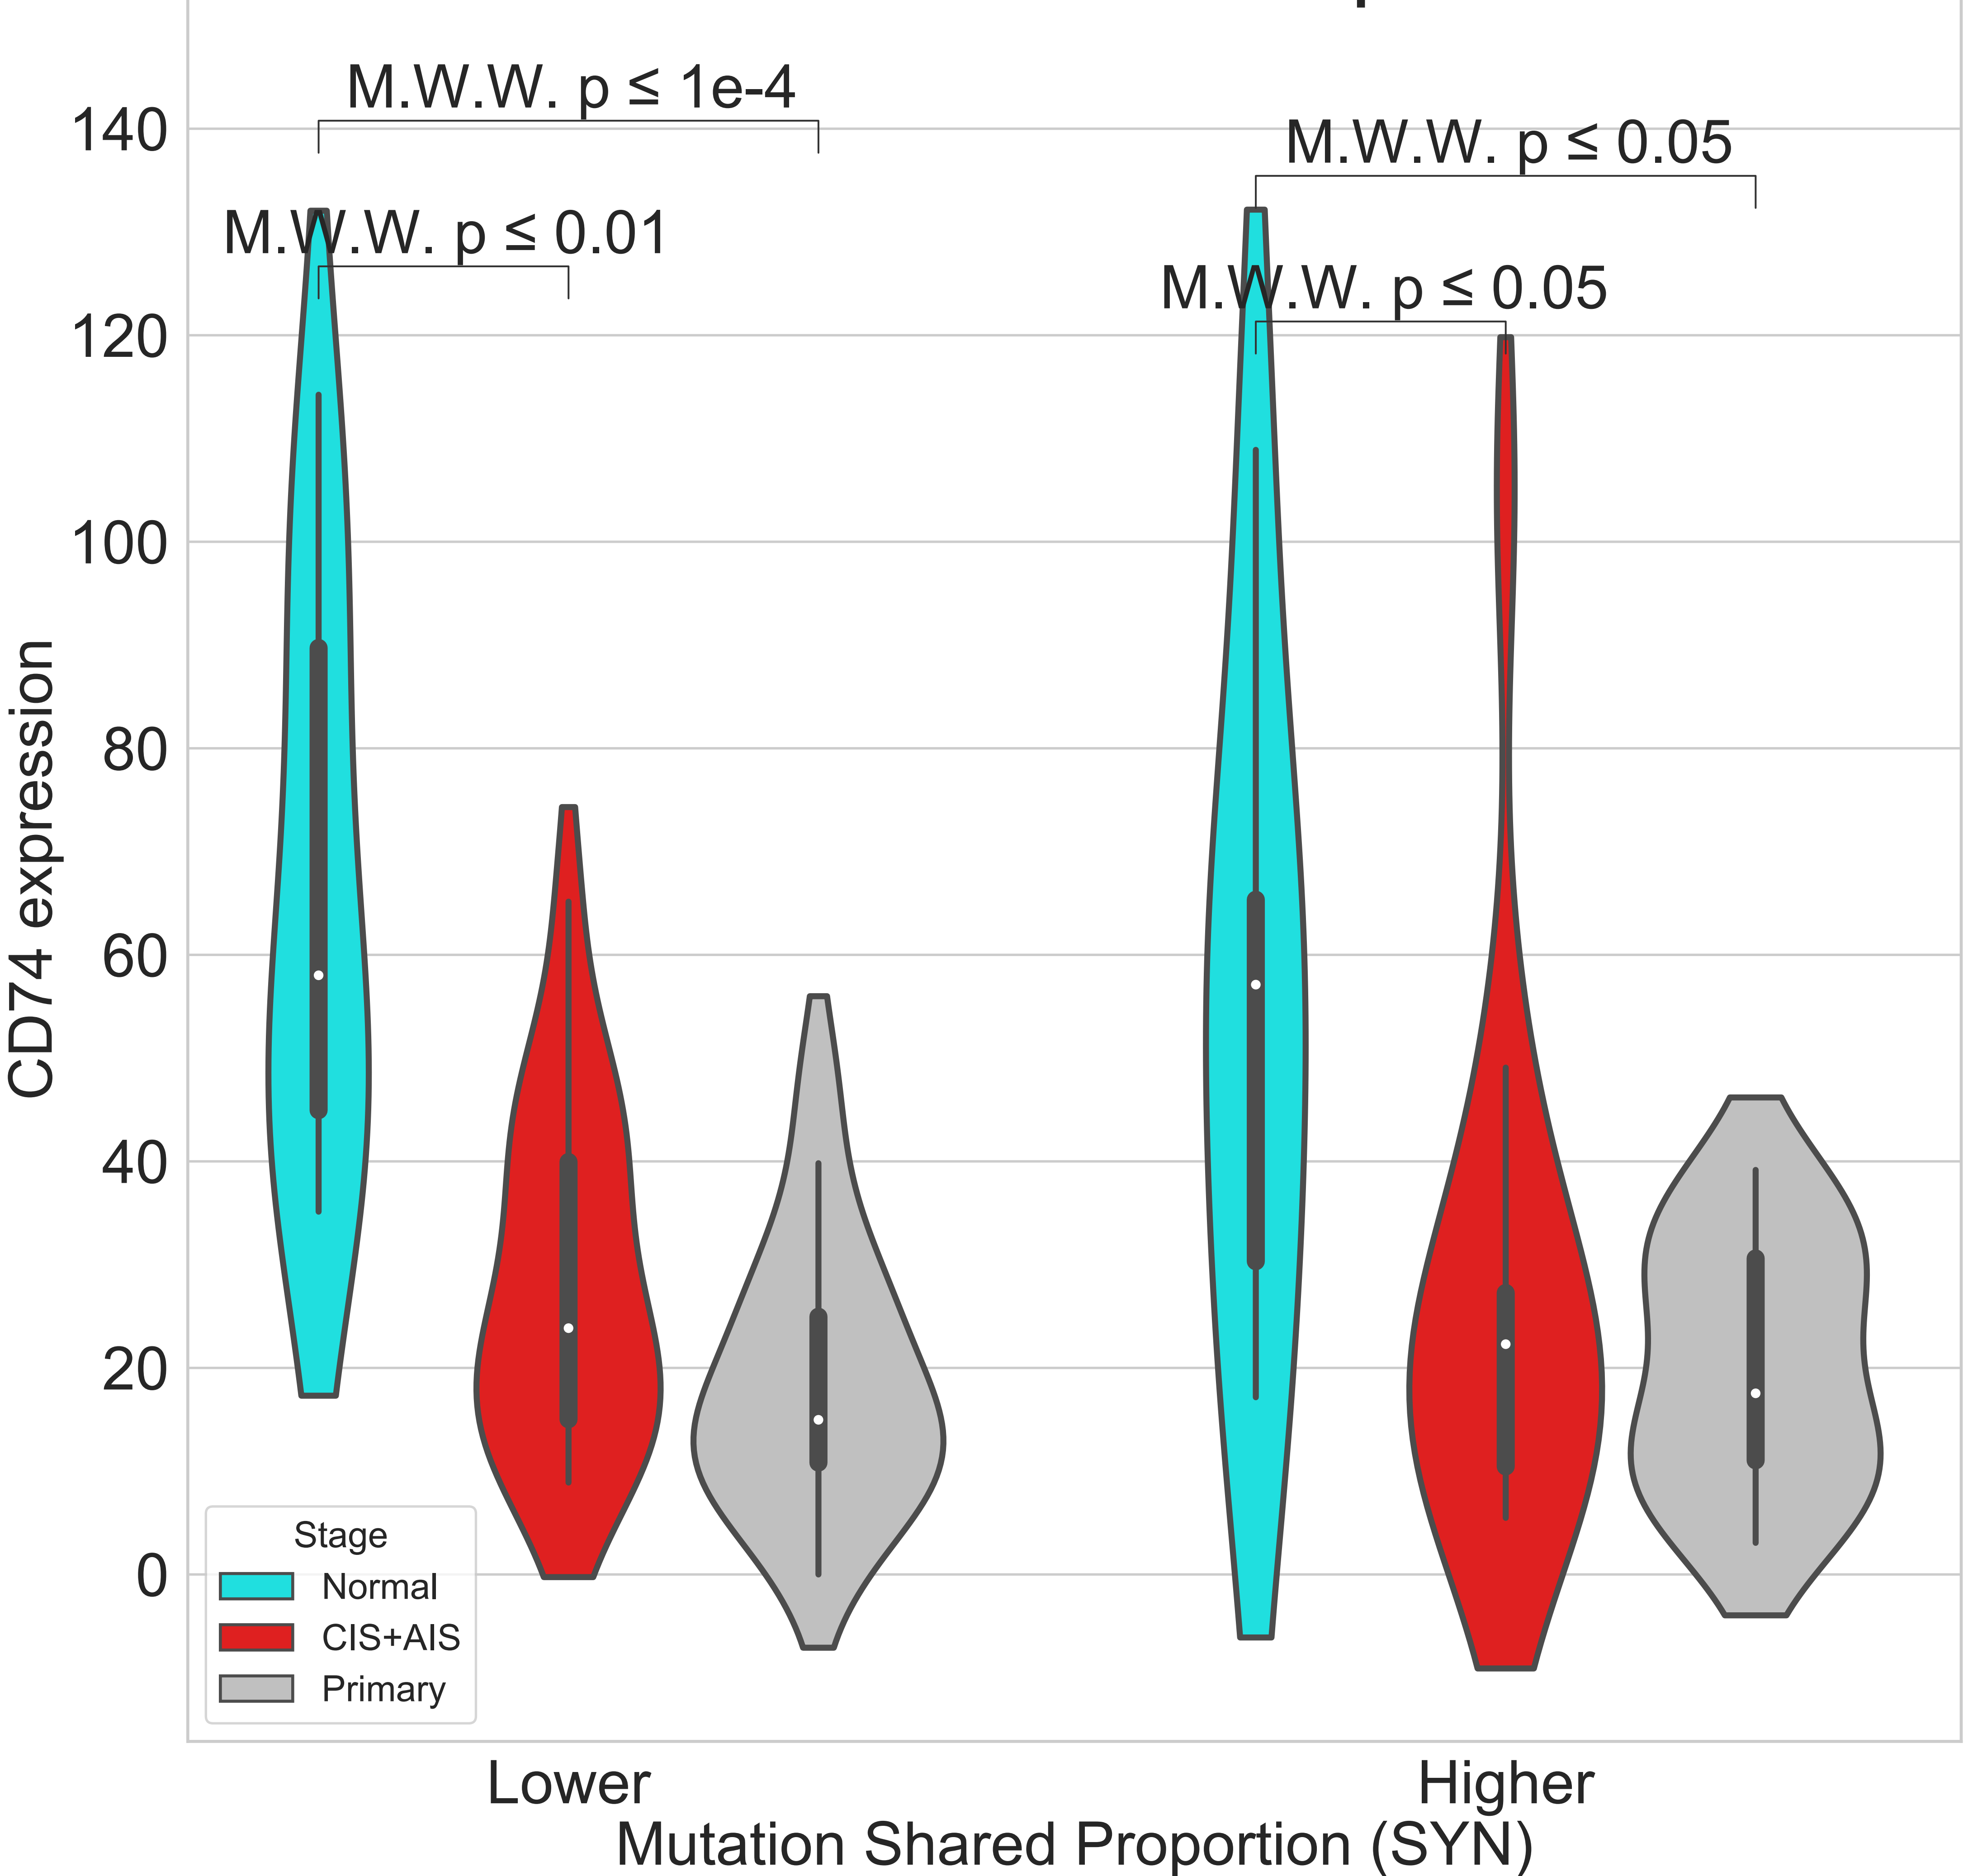 M.W.W. p ≤ 1e-4
M.W.W. p ≤ 0.05
M.W.W. p ≤ 0.01
M.W.W. p ≤ 0.05
140
120
100
80
60
40
20
0
CD74 expression
Stage
Normal
CIS+AIS
Primary
Lower
Higher
Mutation Shared Proportion (SYN)